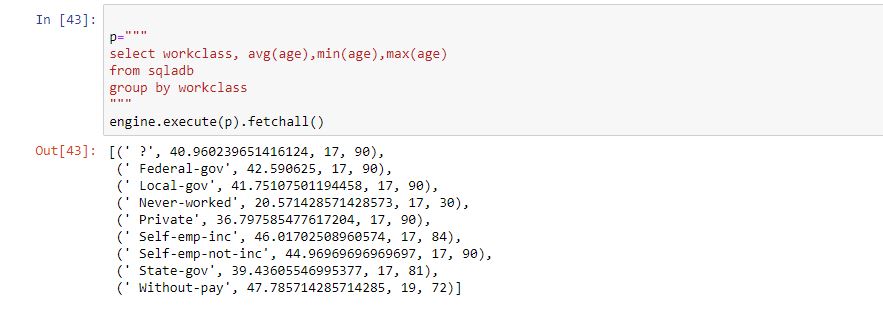 In [43]:
p="""
select workclass, avg(age),min(age),max(age)
from sqladb
group by workclass
"""
engine.execute(p).fetchall()
Out[43]: [(' ?', 40.960239651416124, 17, 90),
(' Federal-gov', 42.590625, 17, 90),
(' Local-gov', 41.75107501194458, 17, 90),
(' Never-worked', 20.571428571428573, 17, 30),
(' Private', 36.797585477617204, 17, 90),
(' Self-emp-inc', 46.01702508960574, 17, 84),
(' Self-emp-not-inc', 44.96969696969697, 17, 90),
(' State-gov', 39.43605546995377, 17, 81),
(' Without-pay', 47.785714285714285, 19, 72)]